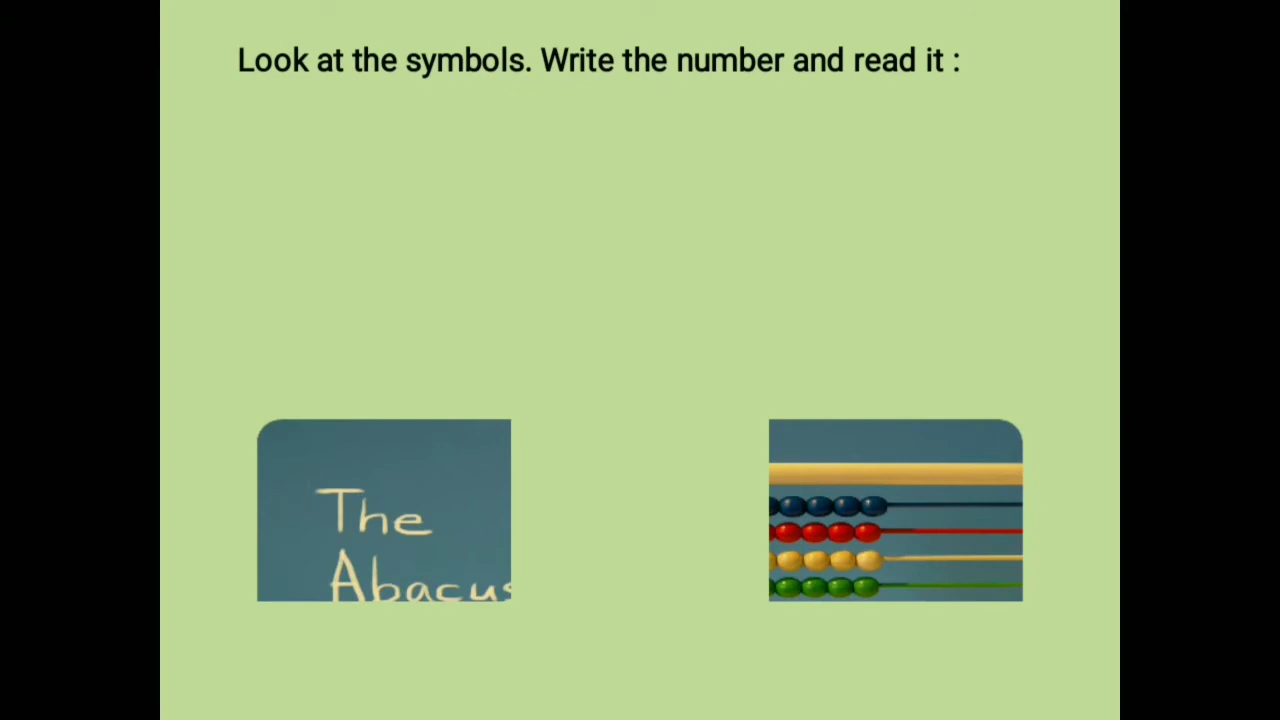 Look at the symbols. Write the number and read it :
The
Abacus